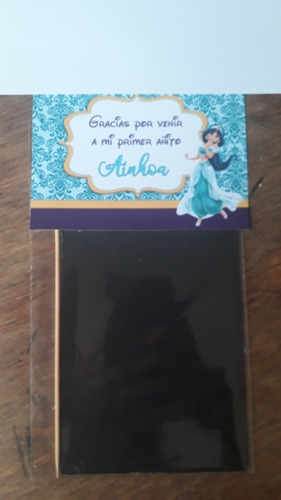 Gracias por venir
a mi primer añito
Ainhoa